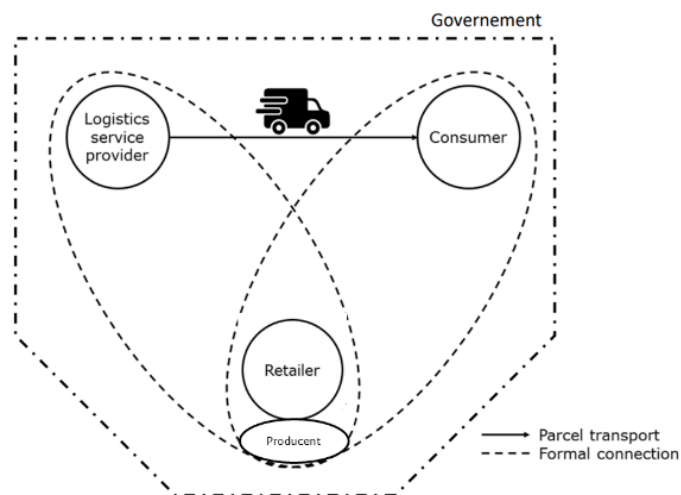 Governement
Logistics
service
provider
Consumer
Retailer
Producent
Parcel transport
Formal connection